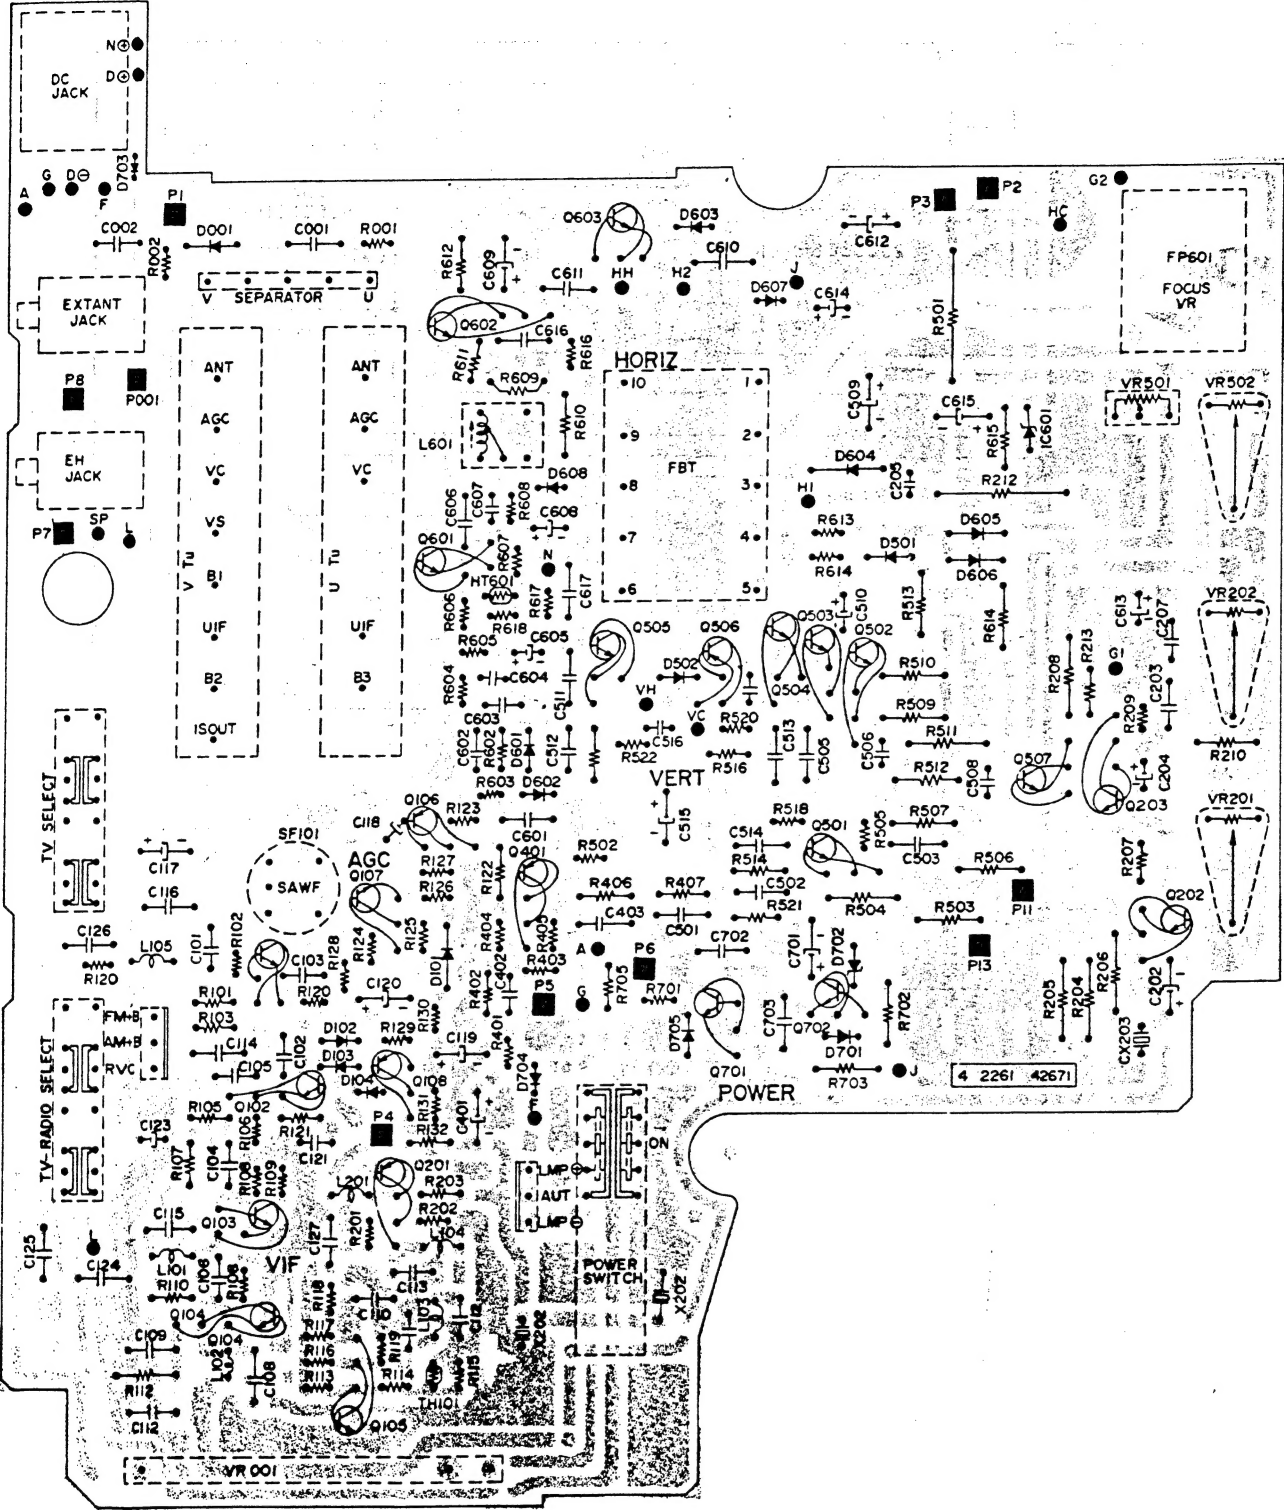 N⊕
DC JACK
D⊕
D703
G D⊖
A F
P1
P3 P2 G2
HC
Q603 D603
C612
C002 D001 C001 R001
R002
R612 C609
C610
C611 HH H2 J
D607 C614
FP601
FOCUS VR
V SEPARATOR U
EXTANT JACK
R501
Q602 C616
R611 R616
HORIZ
ANT ANT
R609
10 1
P8
P001
VR501 VR502
C509
C615
AGC AGC
R610
L601
9 2
R615 IC601
EH JACK
VC VC
FBT
D604
C205
D608
8 3
R212
H1
C606 C607 R608
C608
P7 SP L
VS
R613
D605
Q601 R607
7 4
D501
N
R614
D606
V Tu U Tu
B1
HT601
R617 C617
6 5
C510
R513
R614
C613 C207
VR202
R606
R618
UIF UIF
Q505 Q506 Q503 Q502
R605 C605
R208 R213
G1
D502
R510
R604 C604
C511
Q504
B2 B3
VH
C203
C603
VC
R520
R509
R209
ISOUT
C602 R602 D601 C512
C516
R522
R516
C513 C505 C506
R511
R210
R603 D602
VERT
R512
C508
Q507
C204
Q203
VR201
TV SELECT
Q106 R123
C118
C515
R518
Q501
R505
R507
SF101
C601
C514
C503
R207
C117
AGC
Q401
R502
R127
R514
R506
SAWF
Q107
R126
R122
R406 R407
C502
R504
P11
C116
C403 C501
R521
R503
Q202
C126
L105
C101 R102
R124 R125
R404 R405
A
P6
C702
C701 D702
P13
R120
C103
R128
D101
C402
R403
R206
R101
R120
C120
R402
P5
G
R705 R701
R702
R205 R204
C202
FM+B
AM+B
RVC
R103
R130
R401
D705
C703
Q702
D102
R129
C119
D701
CX203
C114
C102
D103
D704
Q701
R703
J
C105
D104
Q108
POWER
4 2261 42671
TV-RADIO SELECT
R105
Q102
R131
C401
F
R106
R121
P4
R132
ON
C123
C121
R107 C104
Q201
LMP⊖
R108 R109
L201
R203
AUT
R202
LMP⊖
C115
Q103
C127
R201
L104
C125
L
C124
L101
VIF
POWER SWITCH
R110
C106 R108
C113
R118
C110
L103
C112
X202
Q104
R117
C109
Q104
R119
X202
R116
L102
R115
R112
C108
R113
R114
TH101
C112
Q105
VR001